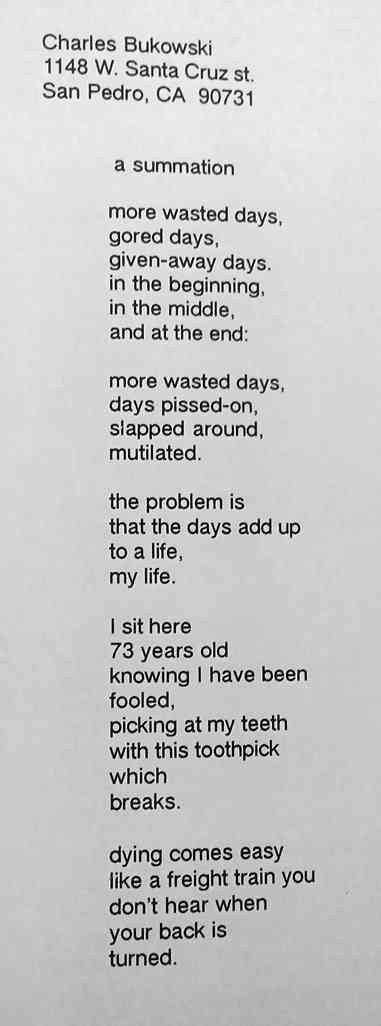 Charles Bukowski
1148 W. Santa Cruz st.
San Pedro, CA 90731
a summation
more wasted days,
gored days,
given-away days.
in the beginning,
in the middle,
and at the end:
more wasted days,
days pissed-on,
slapped around,
mutilated.
the problem is
that the days add up
to a life,
my life.
I sit here
73 years old
knowing I have been
fooled,
picking at my teeth
with this toothpick
which
breaks.
dying comes easy
like a freight train you
don't hear when
your back is
turned.